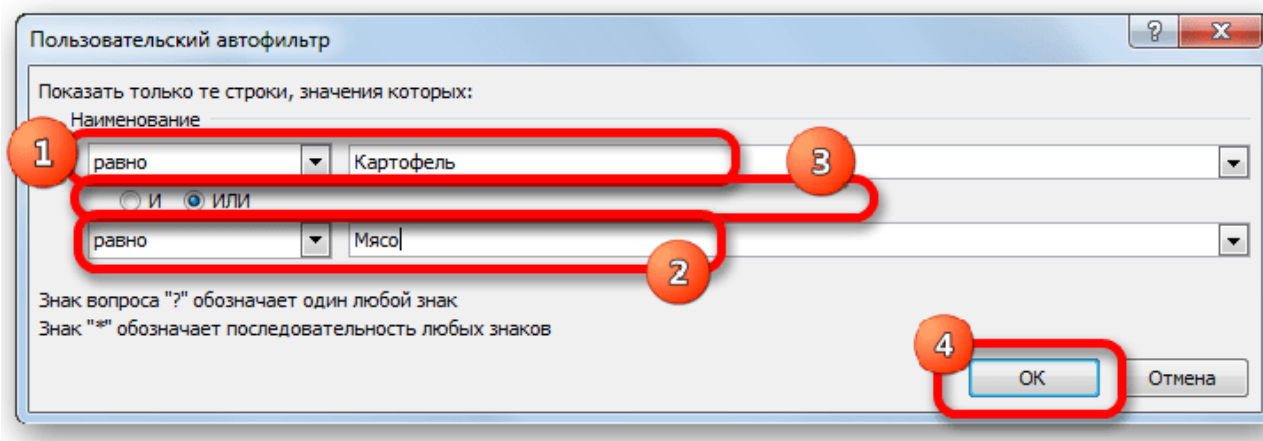 Пользовательский автофильтр
?
X
Показать только те строки, значения которых:
Наименование
1
равно
Картофель
3
И
ИЛИ
равно
Мясо
2
Знак вопроса "?" обозначает один любой знак
Знак "*" обозначает последовательность любых знаков
4
ОК
Отмена